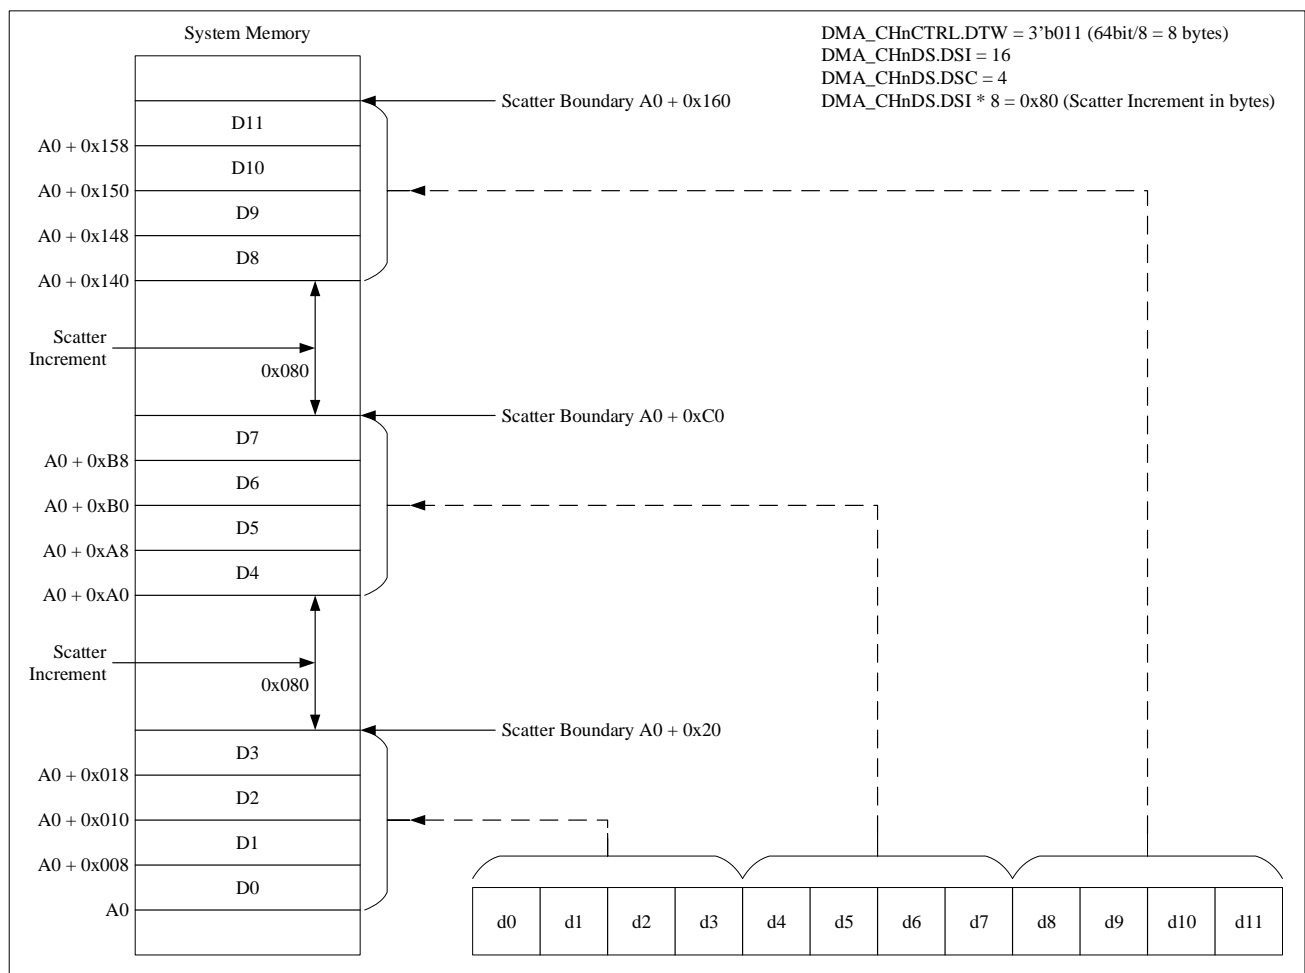 System Memory
DMA_CHnCTRL.DTW = 3’b011 (64bit/8 = 8 bytes)
DMA_CHnDS.DSI = 16
DMA_CHnDS.DSC = 4
DMA_CHnDS.DSI * 8 = 0x80 (Scatter Increment in bytes)
Scatter Boundary A0 + 0x160
D11
A0 + 0x158
D10
A0 + 0x150
D9
A0 + 0x148
D8
A0 + 0x140
Scatter
Increment
0x080
Scatter Boundary A0 + 0xC0
D7
A0 + 0xB8
D6
A0 + 0xB0
D5
A0 + 0xA8
D4
A0 + 0xA0
Scatter
Increment
0x080
Scatter Boundary A0 + 0x20
D3
A0 + 0x018
D2
A0 + 0x010
D1
A0 + 0x008
D0
A0
d0 d1 d2 d3 d4 d5 d6 d7 d8 d9 d10 d11